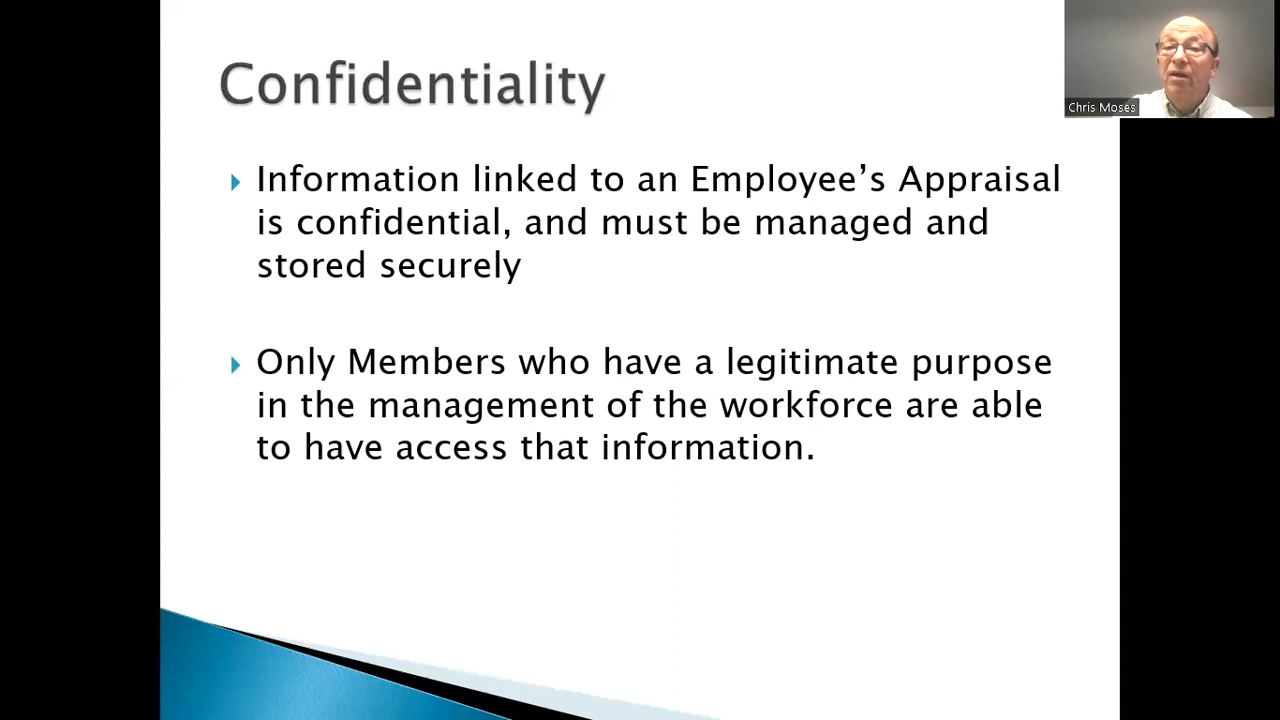 Confidentiality
Chris Moses
Information linked to an Employee's Appraisal
is confidential, and must be managed and
stored securely
Only Members who have a legitimate purpose
in the management of the workforce are able
to have access that information.